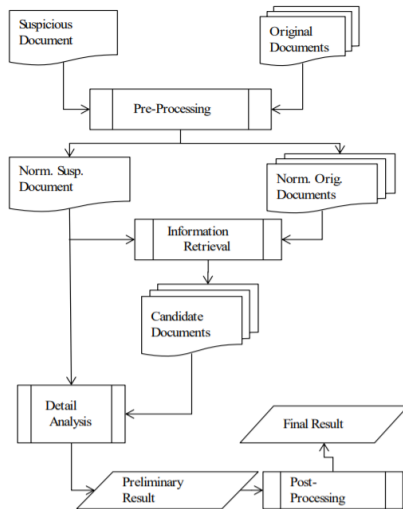 Suspicious
Document
Original
Documents
Pre-Processing
Norm. Susp.
Document
Norm. Orig.
Documents
Information
Retrieval
Candidate
Documents
Detail
Analysis
Final Result
Preliminary
Result
Post-
Processing